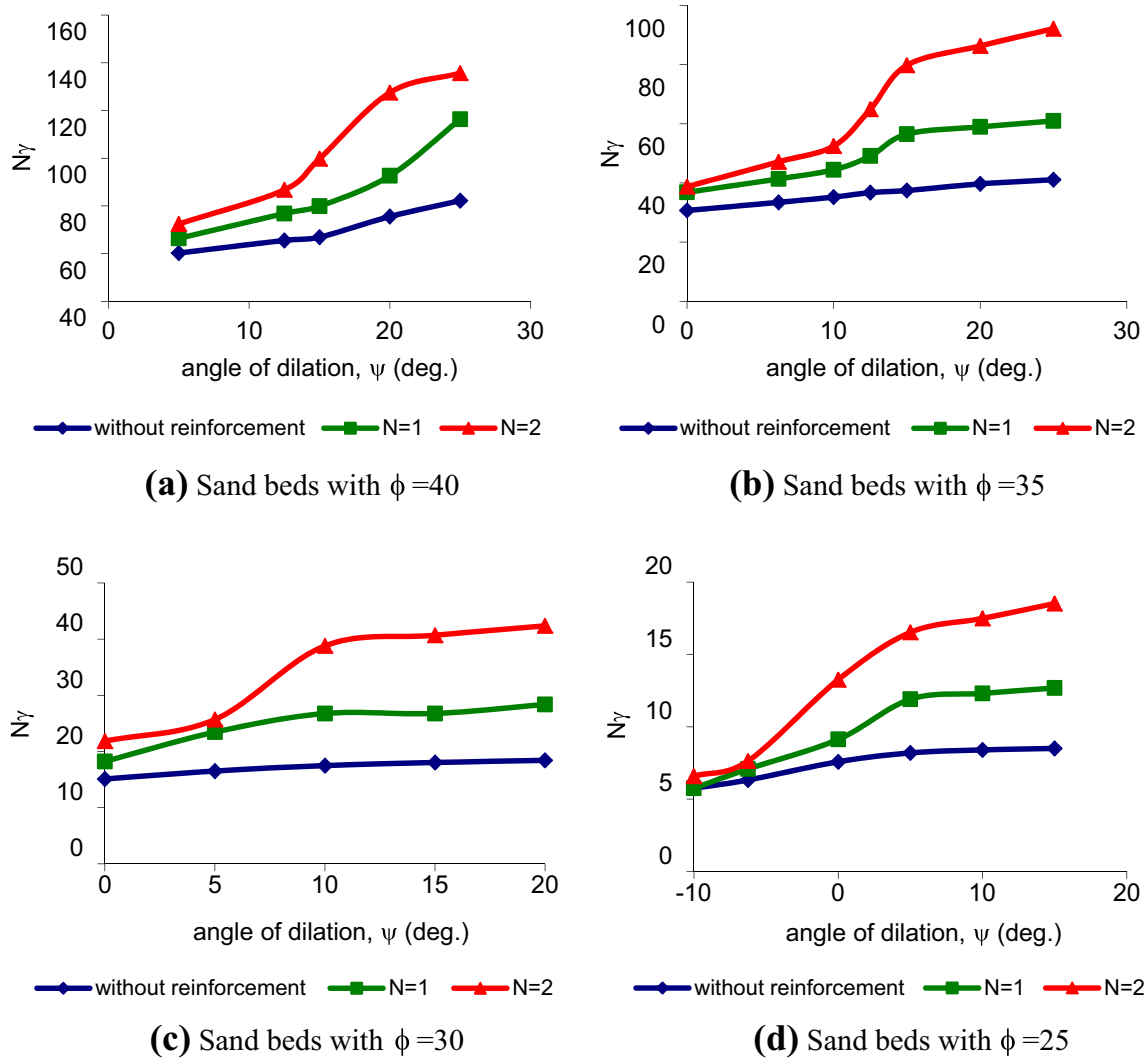 160
140
120
100
80
60
40
Nγ
0 10 20 30
angle of dilation, ψ (deg.)
without reinforcement N=1 N=2
(a) Sand beds with ϕ =40
100
80
60
40
20
0
Nγ
0 10 20 30
angle of dilation, ψ (deg.)
without reinforcement N=1 N=2
(b) Sand beds with ϕ =35
50
40
30
20
10
0
Nγ
0 5 10 15 20
angle of dilation, ψ (deg.)
without reinforcement N=1 N=2
(c) Sand beds with ϕ =30
20
15
10
5
0
Nγ
-10 0 10 20
angle of dilation, ψ (deg.)
without reinforcement N=1 N=2
(d) Sand beds with ϕ =25